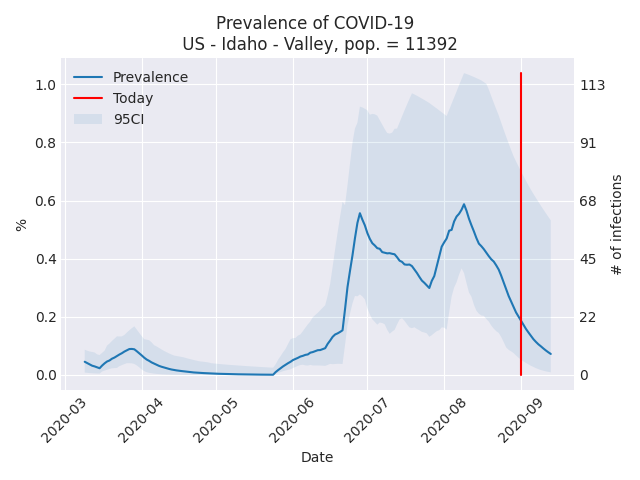 Prevalence of COVID-19
US - Idaho - Valley, pop. = 11392
Prevalence
Today
95CI
1.0
0.8
0.6
0.4
0.2
0.0
%
113
91
68
45
22
0
# of infections
2020-03
2020-04
2020-05
2020-06
2020-07
2020-08
2020-09
Date